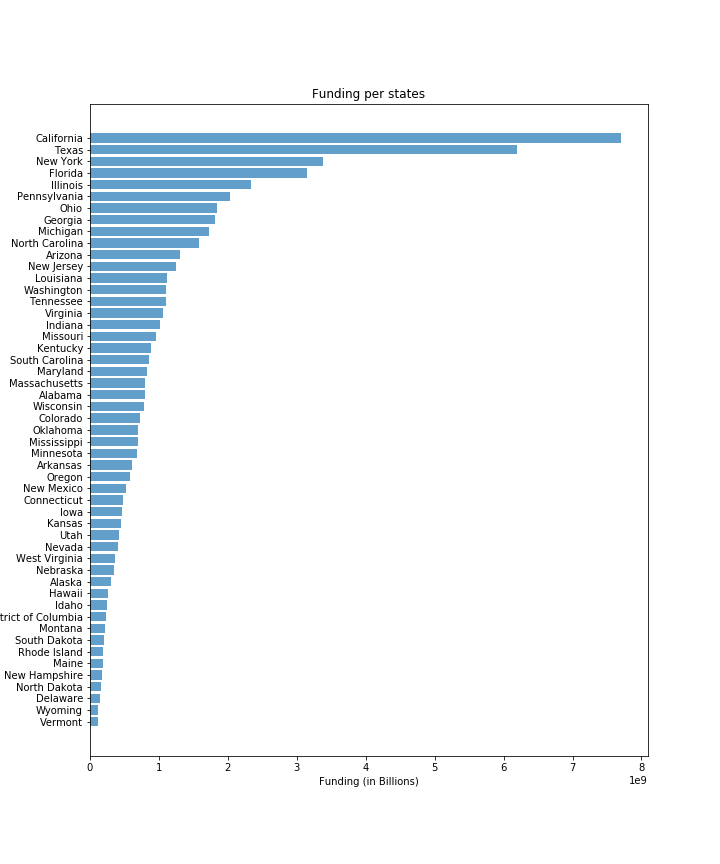 Funding per states
California
Texas
New York
Florida
Illinois
Pennsylvania
Ohio
Georgia
Michigan
North Carolina
Arizona
New Jersey
Louisiana
Washington
Tennessee
Virginia
Indiana
Missouri
Kentucky
South Carolina
Maryland
Massachusetts
Alabama
Wisconsin
Colorado
Oklahoma
Mississippi
Minnesota
Arkansas
Oregon
New Mexico
Connecticut
Iowa
Kansas
Utah
Nevada
West Virginia
Nebraska
Alaska
Hawaii
Idaho
trict of Columbia
Montana
South Dakota
Rhode Island
Maine
New Hampshire
North Dakota
Delaware
Wyoming
Vermont
0 1 2 3 4 5 6 7 8
Funding (in Billions)
1e9